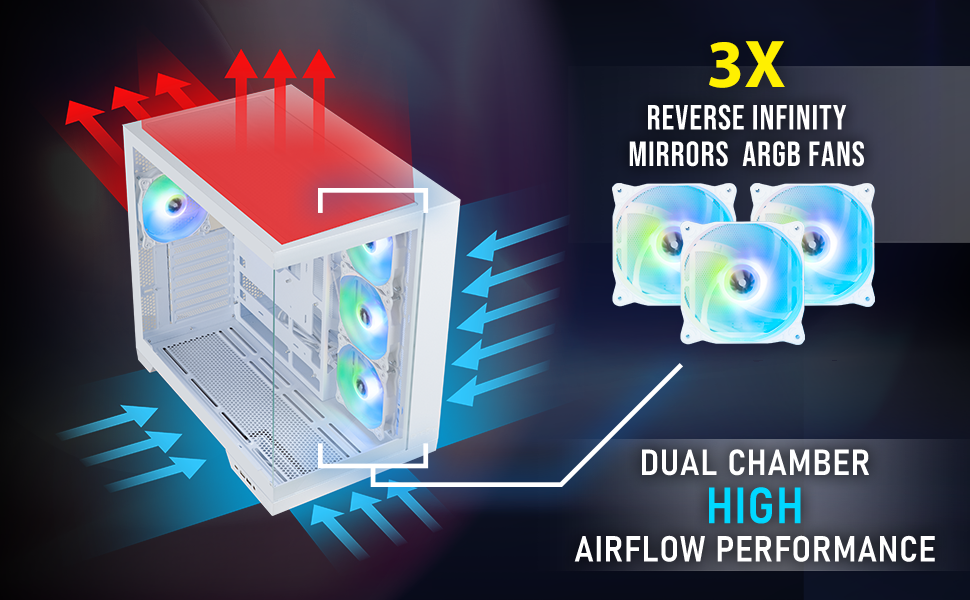 3X
REVERSE INFINITY
MIRRORS ARGB FANS
DUAL CHAMBER
HIGH
AIRFLOW PERFORMANCE